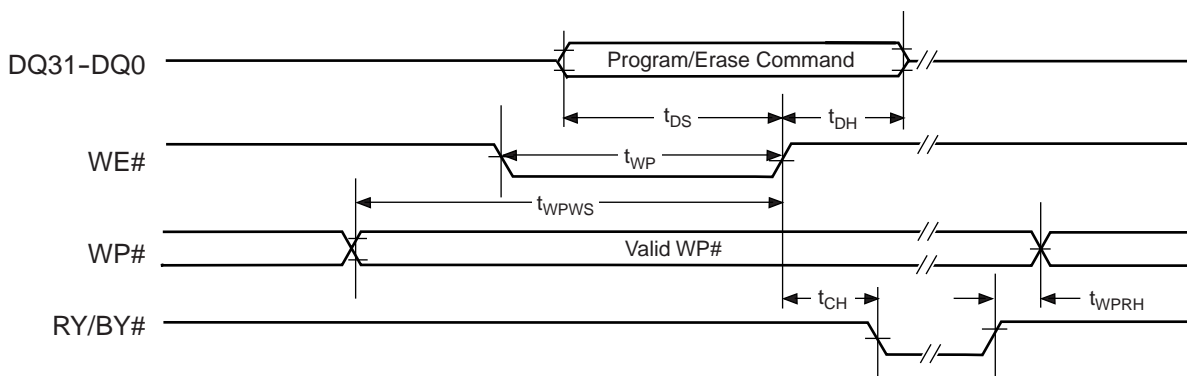 DQ31-DQ0
Program/Erase Command
tDS
tDH
WE#
tWP
tWPWS
WP#
Valid WP#
tCH
tWPRH
RY/BY#